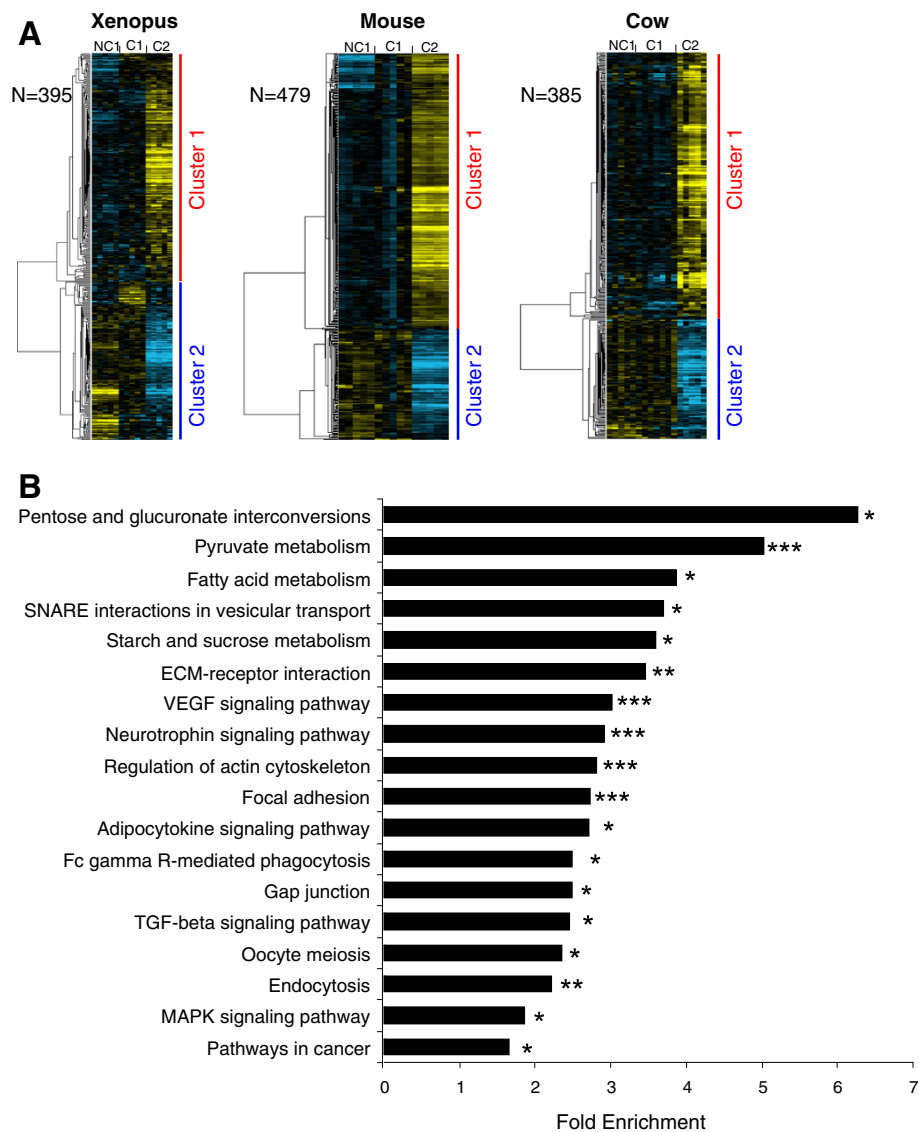 A
Xenopus
Mouse
Cow
NC1 C1 C2
NC1 C1 C2
NC1 C1 C2
N=395
N=479
N=385
Cluster 1
Cluster 2
Cluster 1
Cluster 2
Cluster 1
Cluster 2
B
Pentose and glucuronate interconversions *
Pyruvate metabolism ***
Fatty acid metabolism *
SNARE interactions in vesicular transport *
Starch and sucrose metabolism *
ECM-receptor interaction **
VEGF signaling pathway ***
Neurotrophin signaling pathway ***
Regulation of actin cytoskeleton ***
Focal adhesion ***
Adipocytokine signaling pathway *
Fc gamma R-mediated phagocytosis *
Gap junction *
TGF-beta signaling pathway *
Oocyte meiosis *
Endocytosis **
MAPK signaling pathway *
Pathways in cancer *
0 1 2 3 4 5 6 7
Fold Enrichment